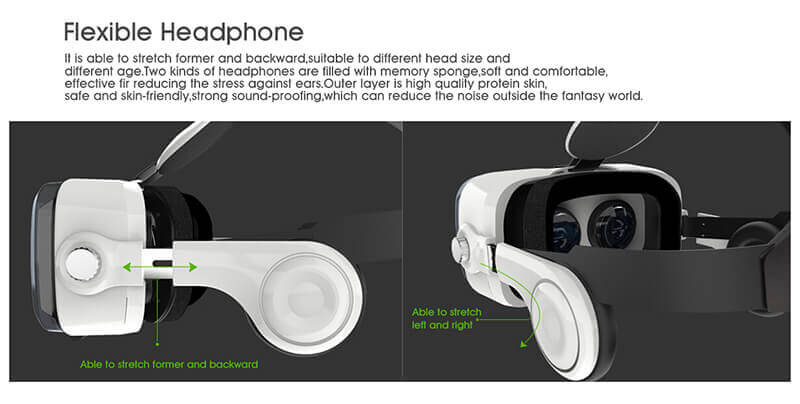 Flexible Headphone
It is able to stretch former and backward,suitable to different head size and
different age.Two kinds of headphones are filled with memory sponge,soft and comfortable,
effective fir reducing the stress against ears.Outer layer is high quality protein skin,
safe and skin-friendly,strong sound-proofing,which can reduce the noise outside the fantasy world.
Able to stretch former and backward
Able to stretch
left and right